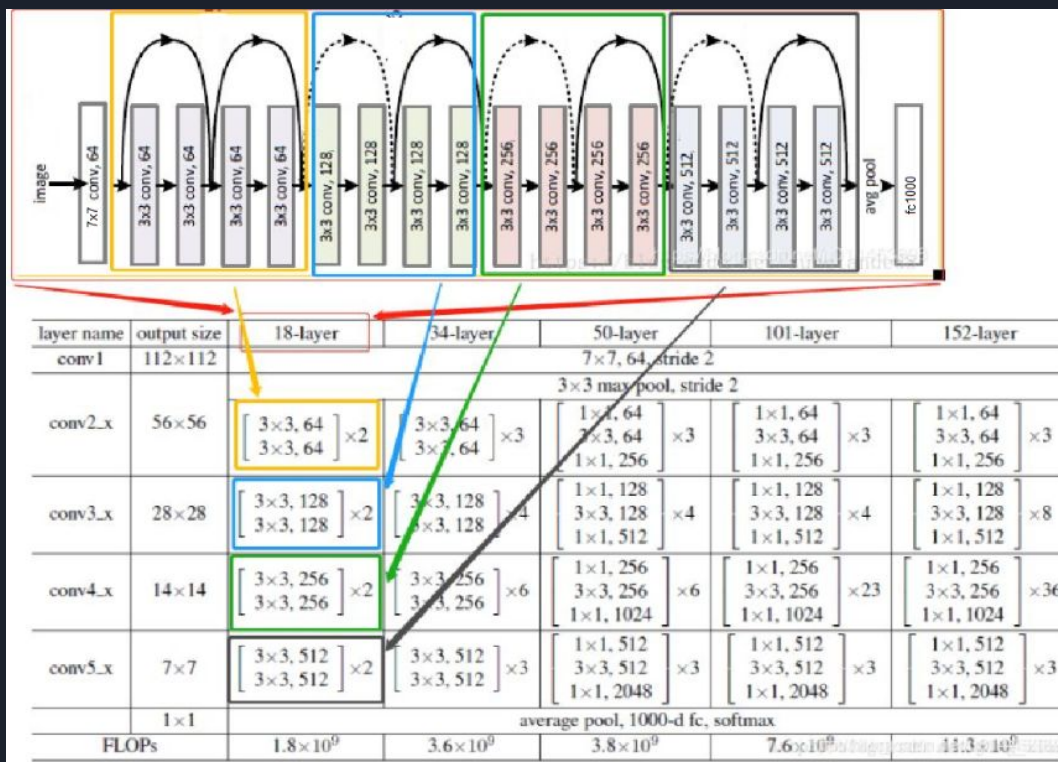 image
7x7 conv, 64
3x3 conv, 64
3x3 conv, 64
3x3 conv, 64
3x3 conv, 64
3x3 conv, 128
3x3 conv, 128
3x3 conv, 128
3x3 conv, 128
3x3 conv, 256
3x3 conv, 256
3x3 conv, 256
3x3 conv, 256
3x3 conv, 512
3x3 conv, 512
3x3 conv, 512
3x3 conv, 512
avg pool
fc1000
layer name output size 18-layer 34-layer 50-layer 101-layer 152-layer
conv1 112×112 7×7, 64, stride 2
3×3 max pool, stride 2
conv2_x 56×56 [3×3, 64 3×3, 64] ×2 [3×3, 64 3×3, 64] ×3 [1×1, 64 3×3, 64 1×1, 256] ×3 [1×1, 64 3×3, 64 1×1, 256] ×3 [1×1, 64 3×3, 64 1×1, 256] ×3
conv3_x 28×28 [3×3, 128 3×3, 128] ×2 [3×3, 128 3×3, 128] ×4 [1×1, 128 3×3, 128 1×1, 512] ×4 [1×1, 128 3×3, 128 1×1, 512] ×4 [1×1, 128 3×3, 128 1×1, 512] ×8
conv4_x 14×14 [3×3, 256 3×3, 256] ×2 [3×3, 256 3×3, 256] ×6 [1×1, 256 3×3, 256 1×1, 1024] ×6 [1×1, 256 3×3, 256 1×1, 1024] ×23 [1×1, 256 3×3, 256 1×1, 1024] ×36
conv5_x 7×7 [3×3, 512 3×3, 512] ×2 [3×3, 512 3×3, 512] ×3 [1×1, 512 3×3, 512 1×1, 2048] ×3 [1×1, 512 3×3, 512 1×1, 2048] ×3 [1×1, 512 3×3, 512 1×1, 2048] ×3
1×1 average pool, 1000-d fc, softmax
FLOPs 1.8×10⁹ 3.6×10⁹ 3.8×10⁹ 7.6×10⁹ 11.3×10⁹